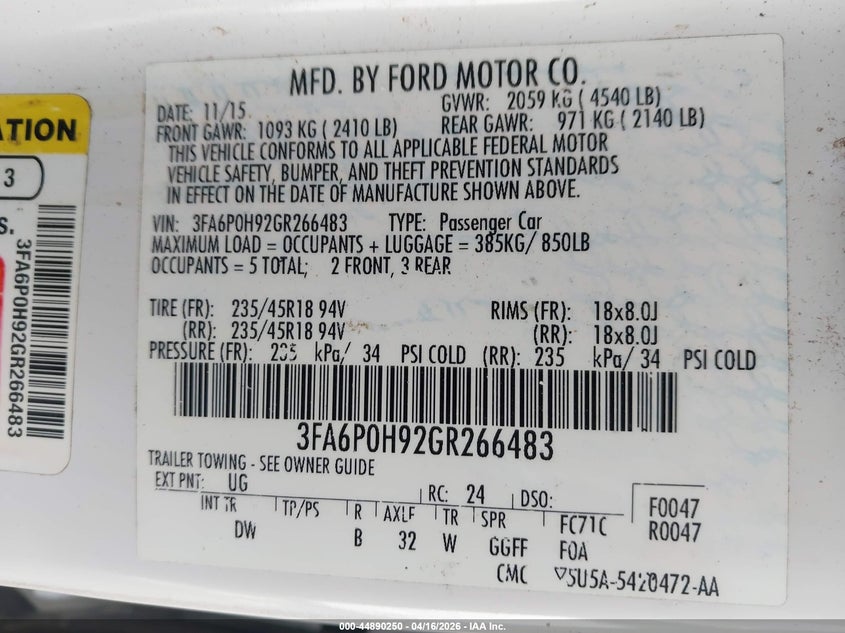 ATION
3
S.
3FA6P0H92GR266483
MFD. BY FORD MOTOR CO.
DATE: 11/15 GVWR: 2059 KG ( 4540 LB)
FRONT GAWR: 1093 KG ( 2410 LB) REAR GAWR: 971 KG ( 2140 LB)
THIS VEHICLE CONFORMS TO ALL APPLICABLE FEDERAL MOTOR
VEHICLE SAFETY, BUMPER, AND THEFT PREVENTION STANDARDS
IN EFFECT ON THE DATE OF MANUFACTURE SHOWN ABOVE.
VIN: 3FA6P0H92GR266483 TYPE: Passenger Car
MAXIMUM LOAD = OCCUPANTS + LUGGAGE = 385KG/ 850LB
OCCUPANTS = 5 TOTAL; 2 FRONT, 3 REAR
TIRE (FR): 235/45R18 94V RIMS (FR): 18x8.0J
(RR): 235/45R18 94V (RR): 18x8.0J
PRESSURE (FR): 235 kPa/ 34 PSI COLD (RR): 235 kPa/ 34 PSI COLD
3FA6P0H92GR266483
TRAILER TOWING - SEE OWNER GUIDE
EXT PNT: UG RC: 24 DSO: F0047
INT TR TP/PS R AXLE TR SPR FC71C R0047
DW B 32 W GGFF FOA
CMC 5U5A-5420472-AA
000-44890250 - 04/16/2026 - IAA Inc.